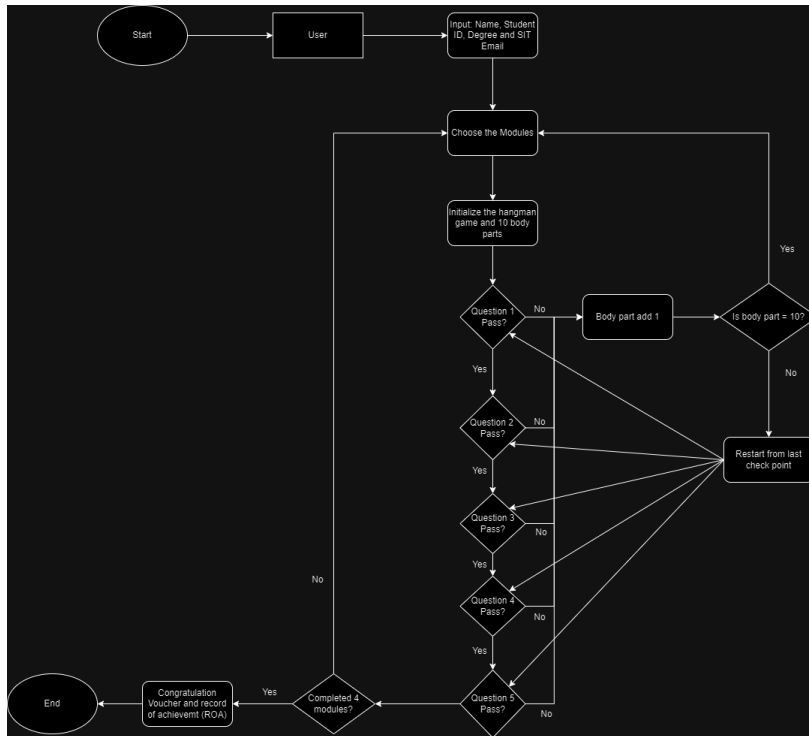 Start
User
Input: Name, Student
ID, Degree and SIT
Email
Choose the Modules
Initialize the hangman
game and 10 body
parts
Yes
Question 1
Pass?
No
Body part add 1
Is body part = 10?
Yes
No
Question 2
Pass?
No
Restart from last
check point
Yes
Question 3
Pass?
No
Yes
No
Question 4
Pass?
No
Yes
End
Congratulation
Voucher and record
of achievemt (ROA)
Yes
Completed 4
modules?
Question 5
Pass?
No